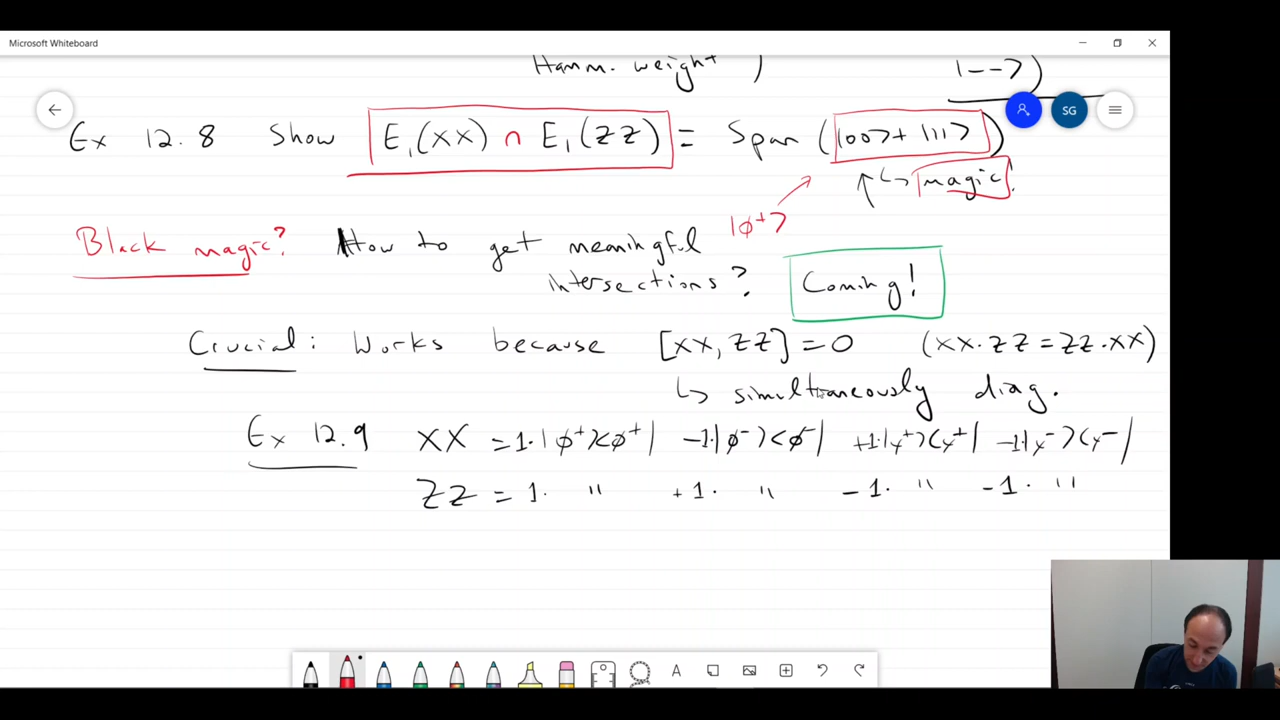 Microsoft Whiteboard
Hamm. weight )
|--⟩)
SG
Ex 12.8 Show E₁(XX) ∩ E₁(ZZ) = Span (|00⟩+|11⟩)
↑ ↳ magic!
|ϕ⁺⟩
Black magic? How to get meaningful
intersections? Coming!
Crucial: Works because [XX, ZZ] = 0 (XX·ZZ = ZZ·XX)
↳ simultaneously diag.
Ex 12.9 XX = 1·|ϕ⁺⟩⟨ϕ⁺| -1·|ϕ⁻⟩⟨ϕ⁻| +1·|ψ⁺⟩⟨ψ⁺| -1·|ψ⁻⟩⟨ψ⁻|
ZZ = 1· " +1· " -1· " -1· "
A